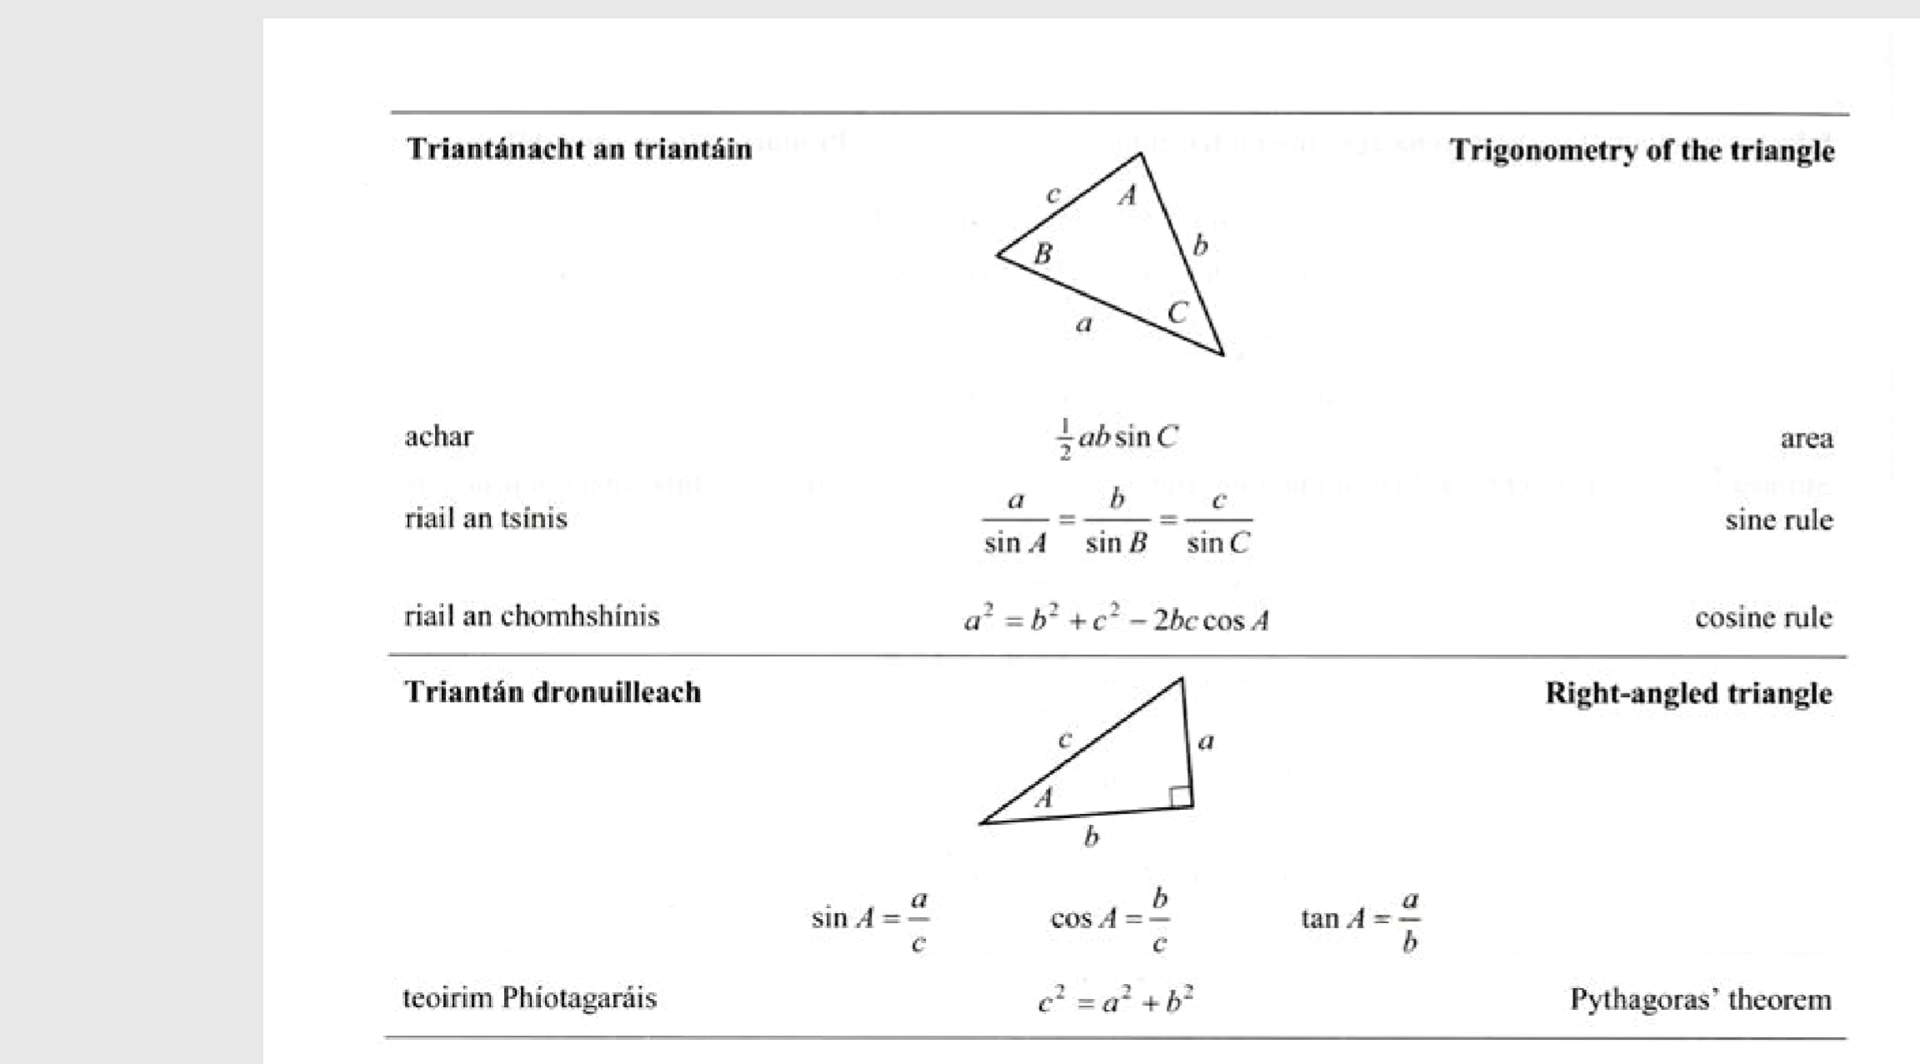 Triantánacht an triantáin
Trigonometry of the triangle
c
A
B
b
C
a
achar
½ ab sin C
area
riail an tsínis
a/sin A = b/sin B = c/sin C
sine rule
riail an chomhshínis
a² = b² + c² − 2bc cos A
cosine rule
Triantán dronuilleach
Right-angled triangle
c
a
A
b
sin A = a/c
cos A = b/c
tan A = a/b
teoirim Phíotagaráis
c² = a² + b²
Pythagoras’ theorem